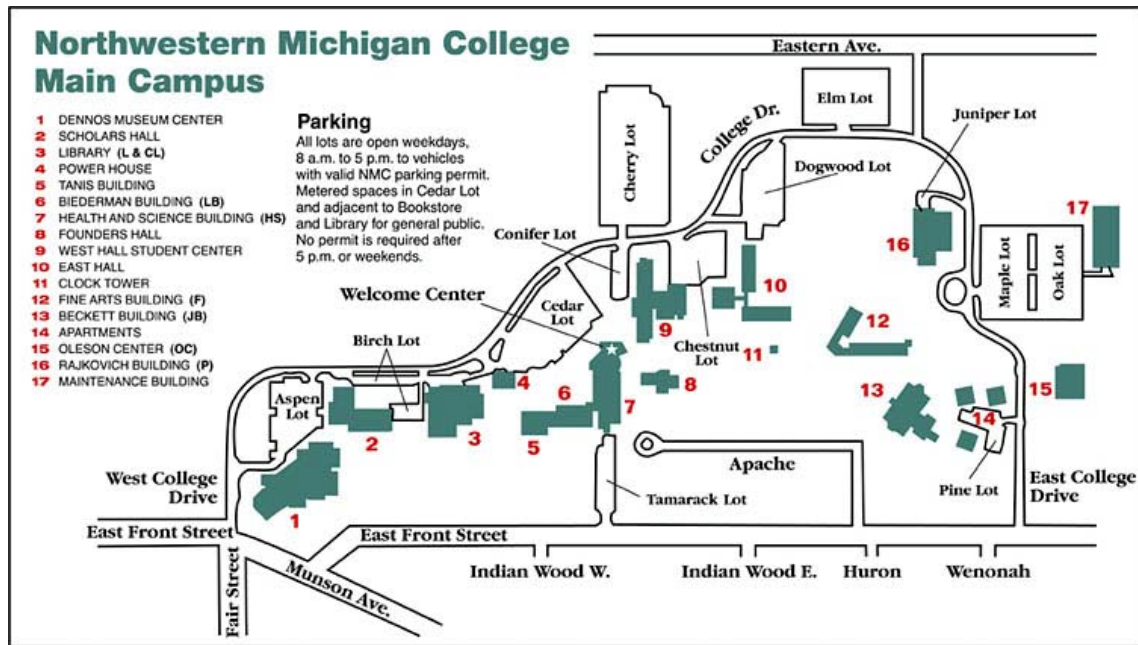 Northwestern Michigan College
Main Campus
1 DENNOS MUSEUM CENTER
2 SCHOLARS HALL
3 LIBRARY (L & CL)
4 POWER HOUSE
5 TANIS BUILDING
6 BIEDERMAN BUILDING (LB)
7 HEALTH AND SCIENCE BUILDING (HS)
8 FOUNDERS HALL
9 WEST HALL STUDENT CENTER
10 EAST HALL
11 CLOCK TOWER
12 FINE ARTS BUILDING (F)
13 BECKETT BUILDING (JB)
14 APARTMENTS
15 OLESON CENTER (OC)
16 RAJKOVICH BUILDING (P)
17 MAINTENANCE BUILDING
Parking
All lots are open weekdays,
8 a.m. to 5 p.m. to vehicles
with valid NMC parking permit.
Metered spaces in Cedar Lot
and adjacent to Bookstore
and Library for general public.
No permit is required after
5 p.m. or weekends.
Eastern Ave.
Elm Lot
Juniper Lot
College Dr.
Cherry Lot
Dogwood Lot
17
Conifer Lot
16
Maple Lot
Oak Lot
Welcome Center
10
Cedar
Lot
9
12
Birch Lot
Chestnut
Lot
11
Aspen
Lot
4
6
8
13
15
7
14
2
3
5
West College
Drive
Apache
East College
Drive
Tamarack Lot
Pine Lot
1
East Front Street
East Front Street
Fair Street
Munson Ave.
Indian Wood W.
Indian Wood E.
Huron
Wenonah